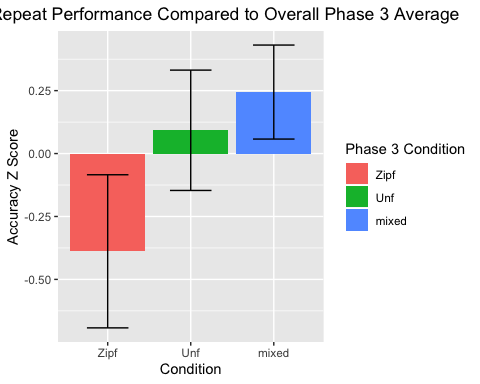 Repeat Performance Compared to Overall Phase 3 Average
Accuracy Z Score
0.25
0.00
-0.25
-0.50
Zipf
Unf
mixed
Condition
Phase 3 Condition
Zipf
Unf
mixed